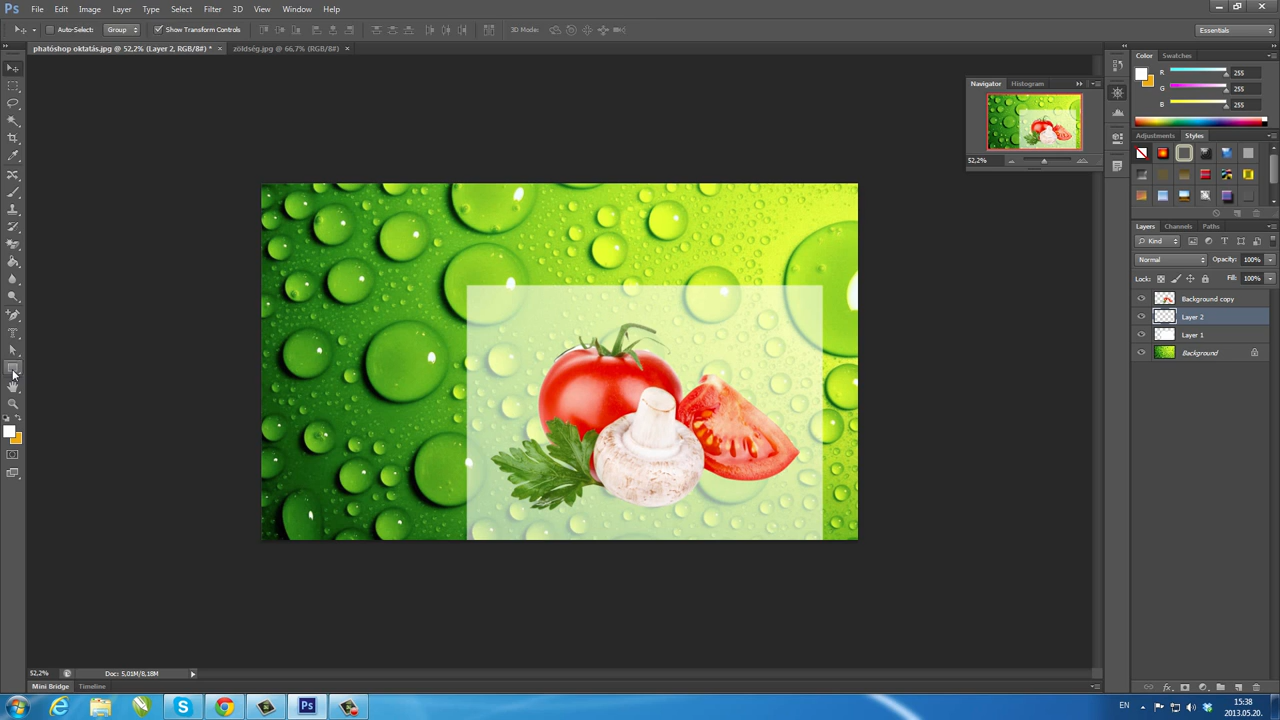 Ps File Edit Image Layer Type Select Filter 3D View Window Help
Auto-Select: Group Show Transform Controls 3D Mode: Essentials
phatóshop oktatás.jpg @ 52,2% (Layer 2, RGB/8#) * × zöldség.jpg @ 66,7% (RGB/8#) ×
Color Swatches
R 255
G 255
B 255
Navigator Histogram
52,2%
Adjustments Styles
Layers Channels Paths
Kind
Normal Opacity: 100%
Lock: Fill: 100%
Background copy
Layer 2
Layer 1
Background
fx
52,2% Doc: 5,01M/8,18M
Mini Bridge Timeline
Ps
EN 15:38
2013.05.20.